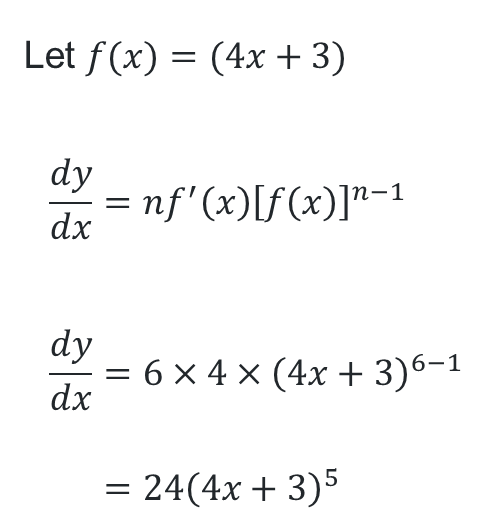 Let f(x) = (4x + 3)
dy/dx = nf'(x)[f(x)]ⁿ⁻¹
dy/dx = 6 × 4 × (4x + 3)⁶⁻¹
= 24(4x + 3)⁵